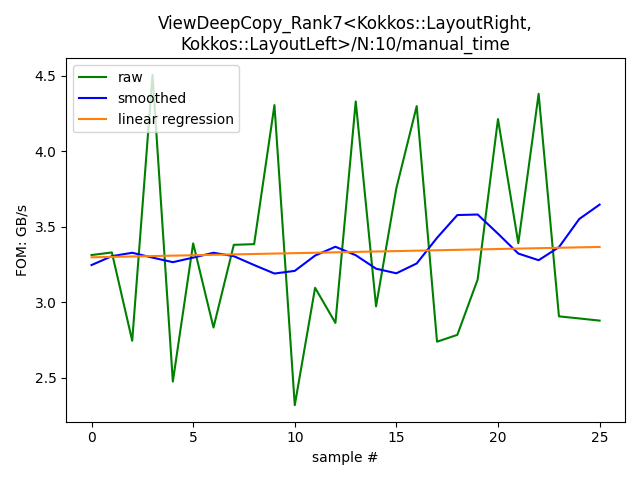 ViewDeepCopy_Rank7<Kokkos::LayoutRight,
Kokkos::LayoutLeft>/N:10/manual_time
raw
smoothed
linear regression
FOM: GB/s
4.5
4.0
3.5
3.0
2.5
0
5
10
15
20
25
sample #